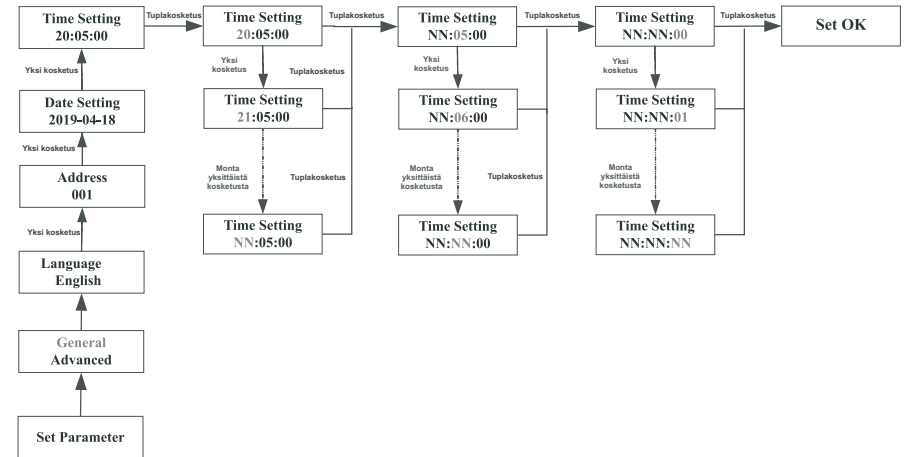 Time Setting
20:05:00
Tuplakosketus
Time Setting
20:05:00
Tuplakosketus
Time Setting
NN:05:00
Tuplakosketus
Time Setting
NN:NN:00
Tuplakosketus
Set OK
Yksi kosketus
Yksi
kosketus
Tuplakosketus
Yksi
kosketus
Yksi
kosketus
Date Setting
2019-04-18
Time Setting
21:05:00
Time Setting
NN:06:00
Time Setting
NN:NN:01
Yksi kosketus
Address
001
Monta
yksittäistä
kosketusta
Tuplakosketus
Monta
yksittäistä
kosketusta
Tuplakosketus
Monta
yksittäistä
kosketusta
Yksi kosketus
Time Setting
NN:05:00
Time Setting
NN:NN:00
Time Setting
NN:NN:NN
Language
English
General
Advanced
Set Parameter